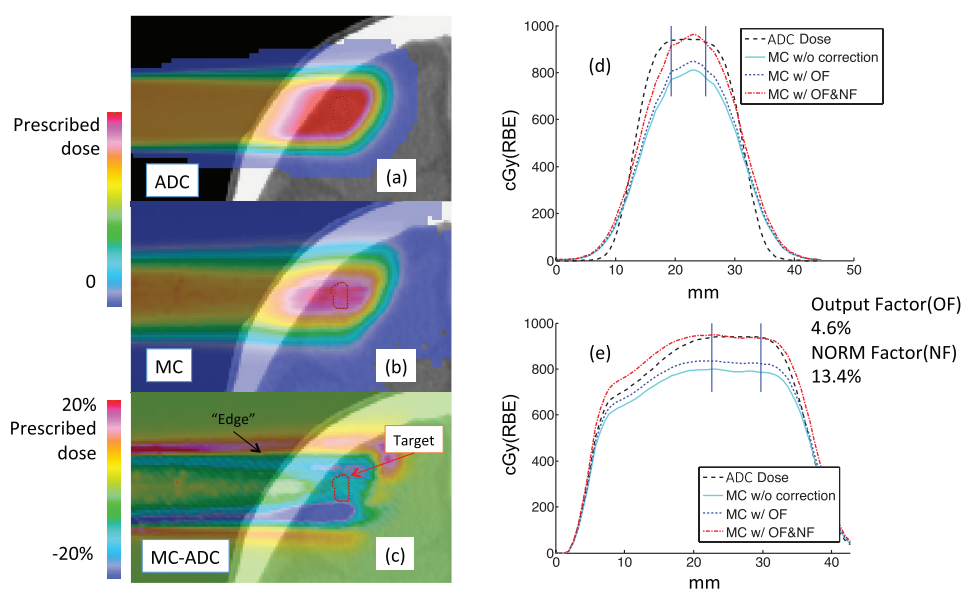 Prescribed
dose
0
ADC
(a)
MC
(b)
20%
Prescribed
dose
-20%
"Edge"
Target
MC-ADC
(c)
1000
800
600
400
200
0
cGy(RBE)
(d)
ADC Dose
MC w/o correction
MC w/ OF
MC w/ OF&NF
0 10 20 30 40 50
mm
Output Factor(OF)
4.6%
NORM Factor(NF)
13.4%
1000
800
600
400
200
0
cGy(RBE)
(e)
ADC Dose
MC w/o correction
MC w/ OF
MC w/ OF&NF
0 10 20 30 40
mm